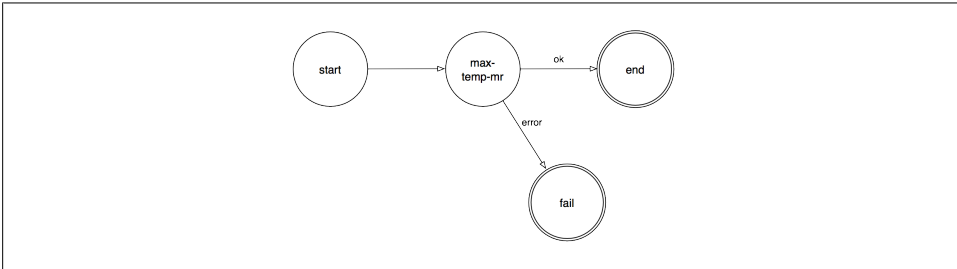 start
max-
temp-mr
ok
end
error
fail